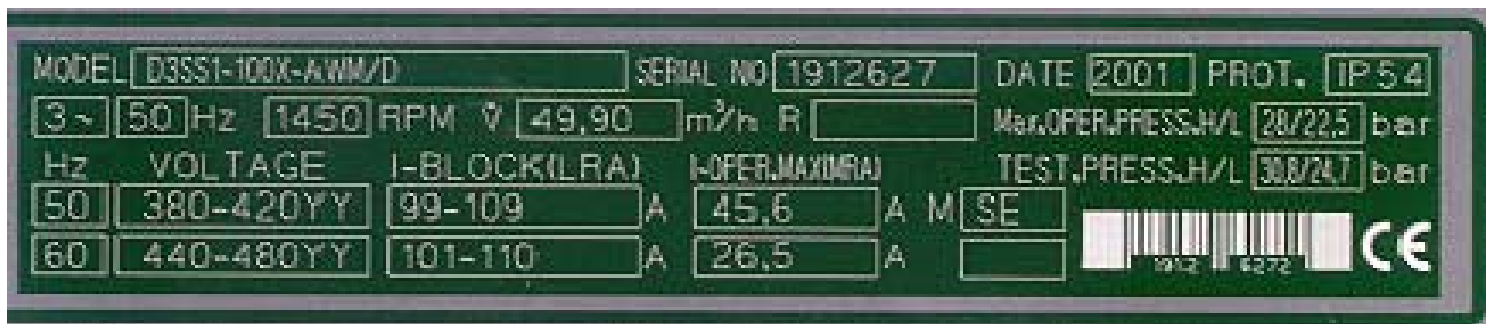 MODEL D3SS1-100X-AWM/D SERIAL NO 1912627 DATE 2001 PROT. IP54
3~ 50 Hz 1450 RPM V̊ 49,90 m³/h R Max.OPER.PRESS.H/L 28/22,5 bar
Hz VOLTAGE I-BLOCK(LRA) I-OPER.MAX(MRA) TEST.PRESS.H/L 30,8/24,7 bar
50 380-420YY 99-109 A 45,6 A M SE
60 440-480YY 101-110 A 26,5 A
1912 6272 CE